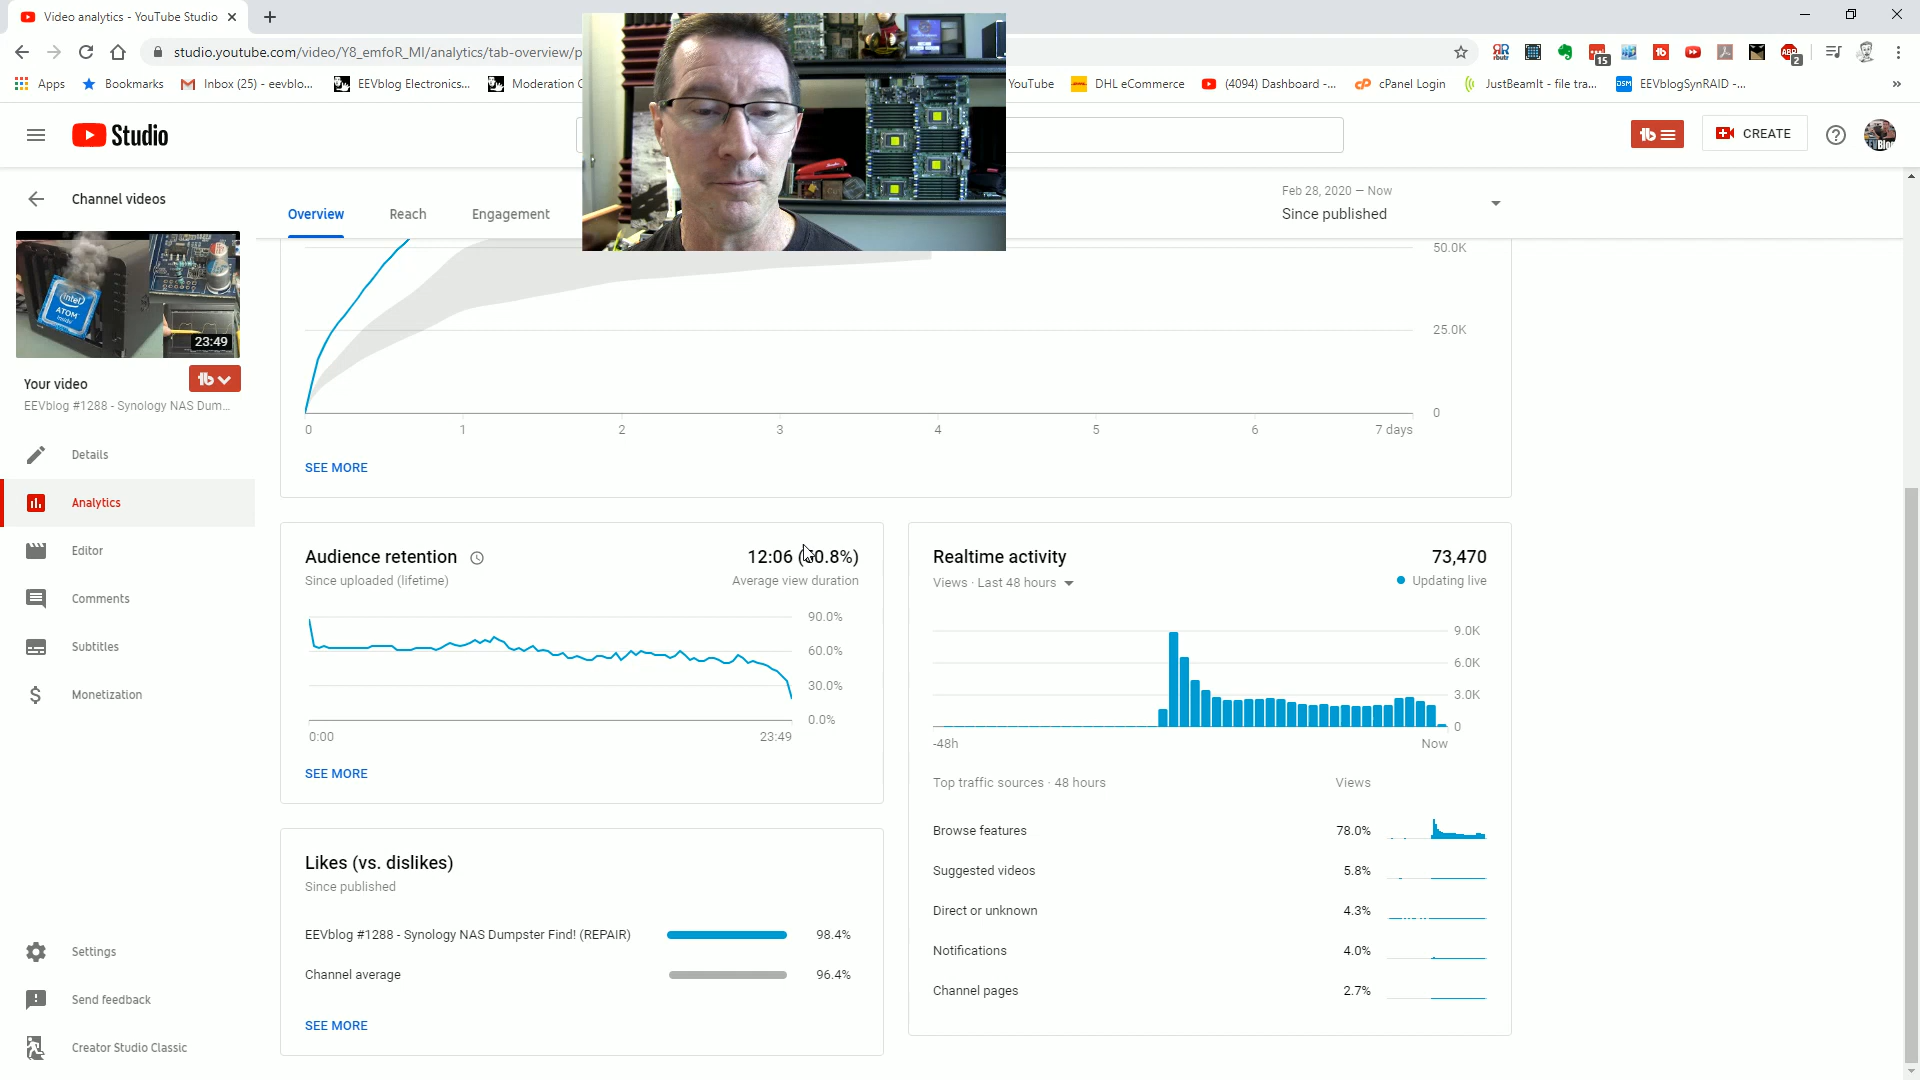 Video analytics - YouTube Studio
studio.youtube.com/video/Y8_emfoR_MI/analytics/tab-overview/p
15
2
Apps
Bookmarks
Inbox (25) - eevblo...
EEVblog Electronics...
Moderation
YouTube
DHL eCommerce
(4094) Dashboard -...
cPanel Login
JustBeamIt - file tra...
EEVblogSynRAID -...
Studio
CREATE
Channel videos
Overview
Reach
Engagement
Feb 28, 2020 – Now
Since published
intel
ATOM
inside
23:49
Your video
EEVblog #1288 - Synology NAS Dum...
Details
Analytics
Editor
Comments
Subtitles
Monetization
Settings
Send feedback
Creator Studio Classic
50.0K
25.0K
0
0 1 2 3 4 5 6 7 days
SEE MORE
Audience retention
12:06
Since uploaded (lifetime)
Average view duration
90.0%
60.0%
30.0%
0.0%
0:00
23:49
SEE MORE
Likes (vs. dislikes)
Since published
EEVblog #1288 - Synology NAS Dumpster Find! (REPAIR) 98.4%
Channel average 96.4%
SEE MORE
Realtime activity
73,470
Views · Last 48 hours
Updating live
9.0K
6.0K
3.0K
0
-48h
Now
Top traffic sources · 48 hours
Views
Browse features 78.0%
Suggested videos 5.8%
Direct or unknown 4.3%
Notifications 4.0%
Channel pages 2.7%